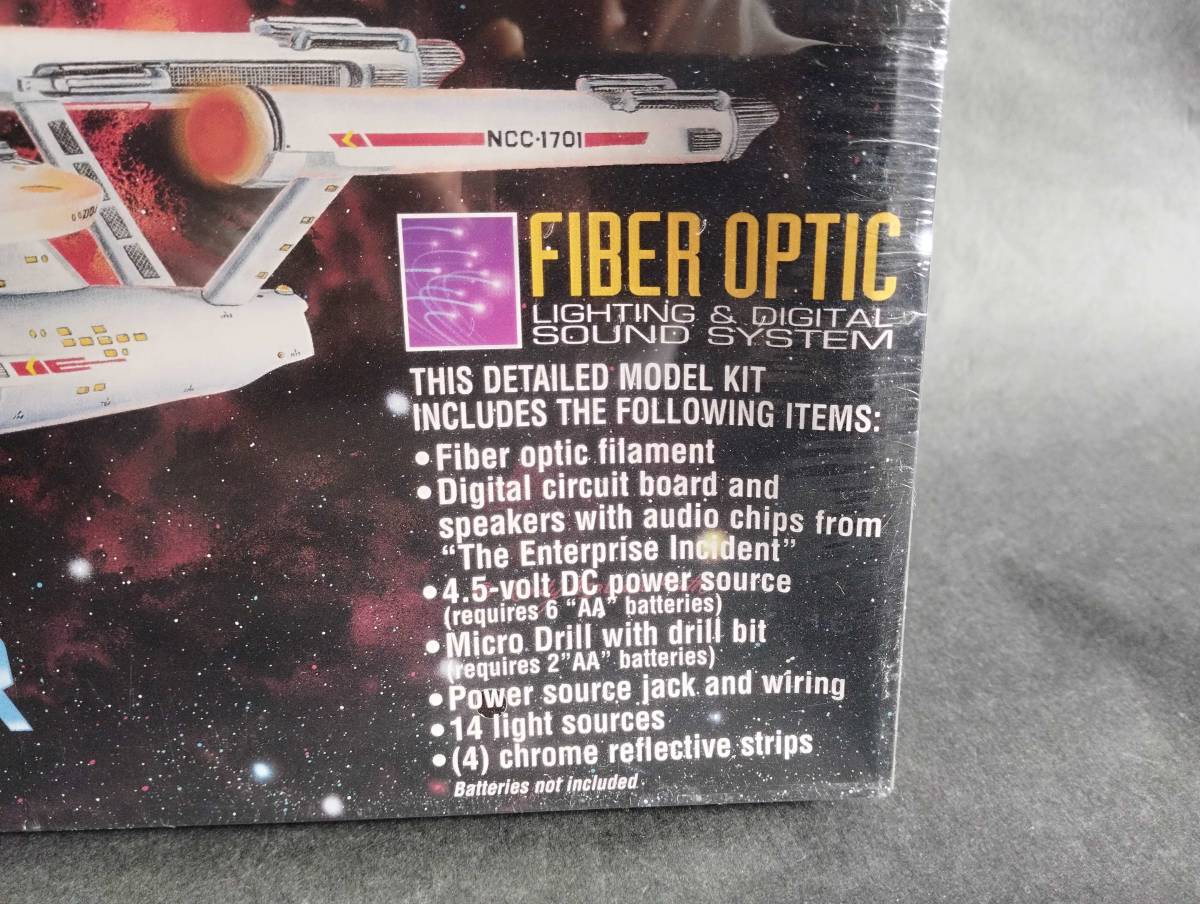 NCC-1701
FIBER OPTIC
LIGHTING & DIGITAL
SOUND SYSTEM
THIS DETAILED MODEL KIT
INCLUDES THE FOLLOWING ITEMS:
• Fiber optic filament
• Digital circuit board and
speakers with audio chips from
“The Enterprise Incident”
• 4.5-volt DC power source
(requires 6 “AA” batteries)
• Micro Drill with drill bit
(requires 2”AA” batteries)
• Power source jack and wiring
• 14 light sources
• (4) chrome reflective strips
Batteries not included.
R